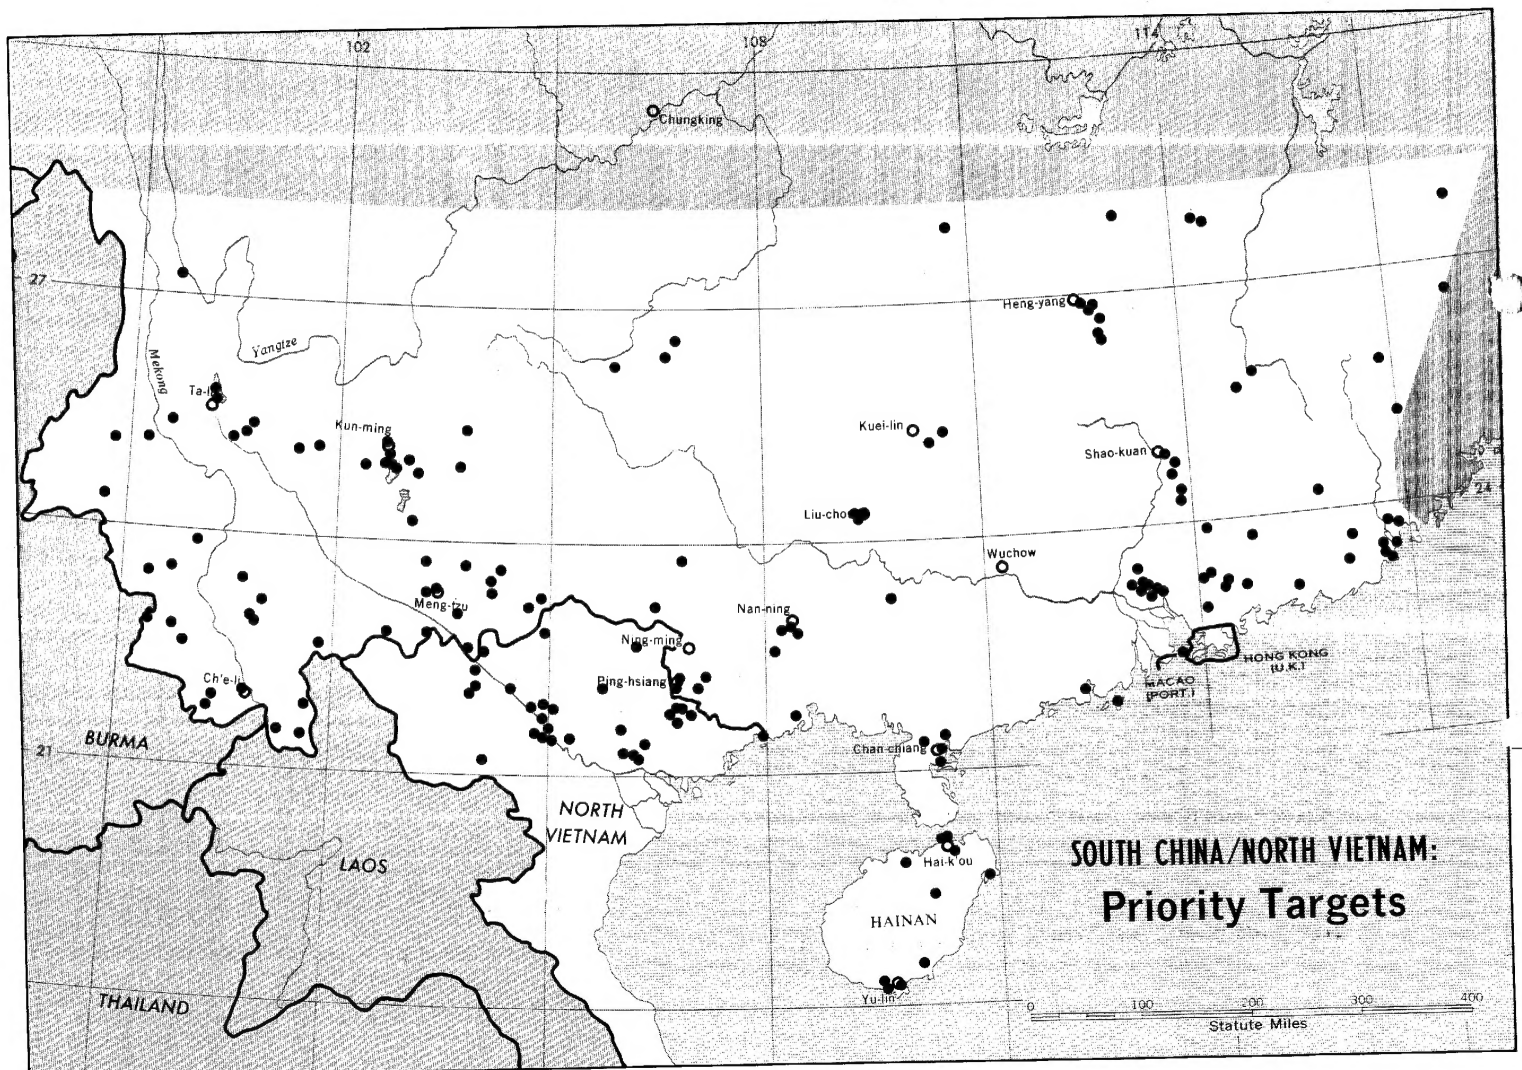 102
108
114
Chungking
27
Heng-yang
Yangtze
Mekong
Ta-li
Kun-ming
Kuei-lin
Shao-kuan
24
Liu-chou
Wuchow
Meng-tzu
Nan-ning
Ning-ming
HONG KONG
(U.K.)
Ch'e-li
Ping-hsiang
MACAO
(PORT.)
BURMA
21
Chan-chiang
NORTH
VIETNAM
SOUTH CHINA/NORTH VIETNAM:
Priority Targets
LAOS
Hai-k'ou
HAINAN
THAILAND
Yu-lin
0 100 200 300 400
Statute Miles